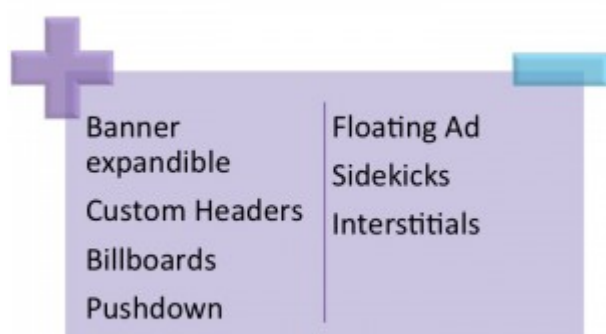 Banner
expandible
Custom Headers
Billboards
Pushdown
Floating Ad
Sidekicks
Interstitials